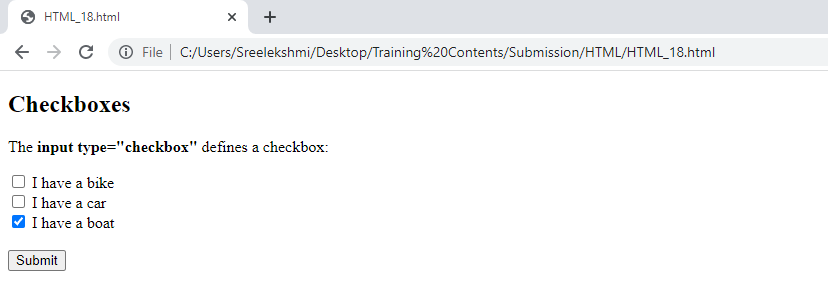 HTML_18.html
File C:/Users/Sreelekshmi/Desktop/Training%20Contents/Submission/HTML/HTML_18.html
Checkboxes
The input type="checkbox" defines a checkbox:
I have a bike
I have a car
I have a boat
Submit